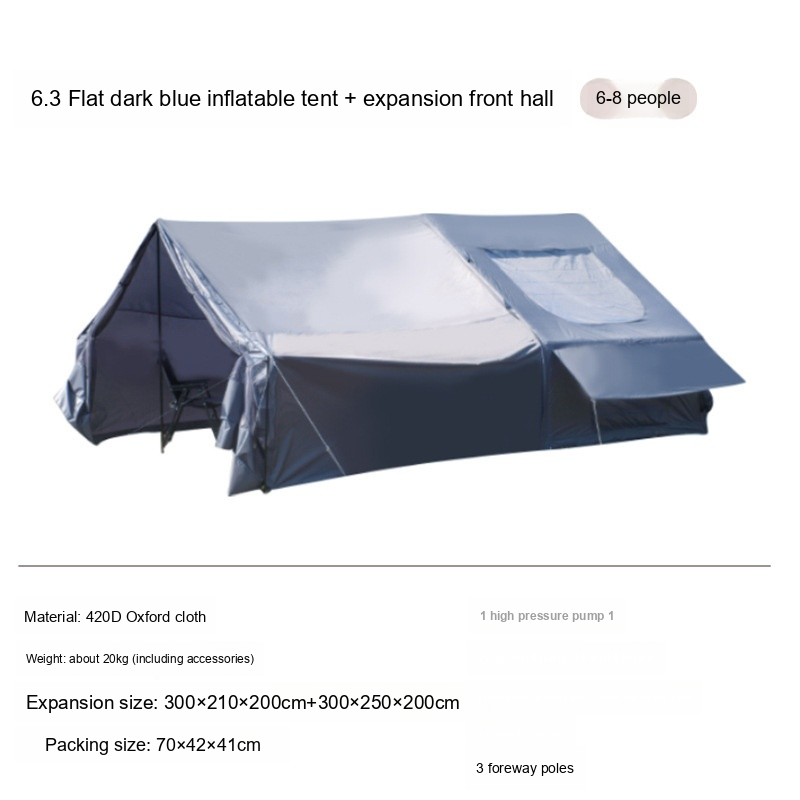 6.3 Flat dark blue inflatable tent + expansion front hall
6-8 people
Material: 420D Oxford cloth
1 high pressure pump 1
Weight: about 20kg (including accessories)
Expansion size: 300×210×200cm+300×250×200cm
Packing size: 70×42×41cm
3 foreway poles